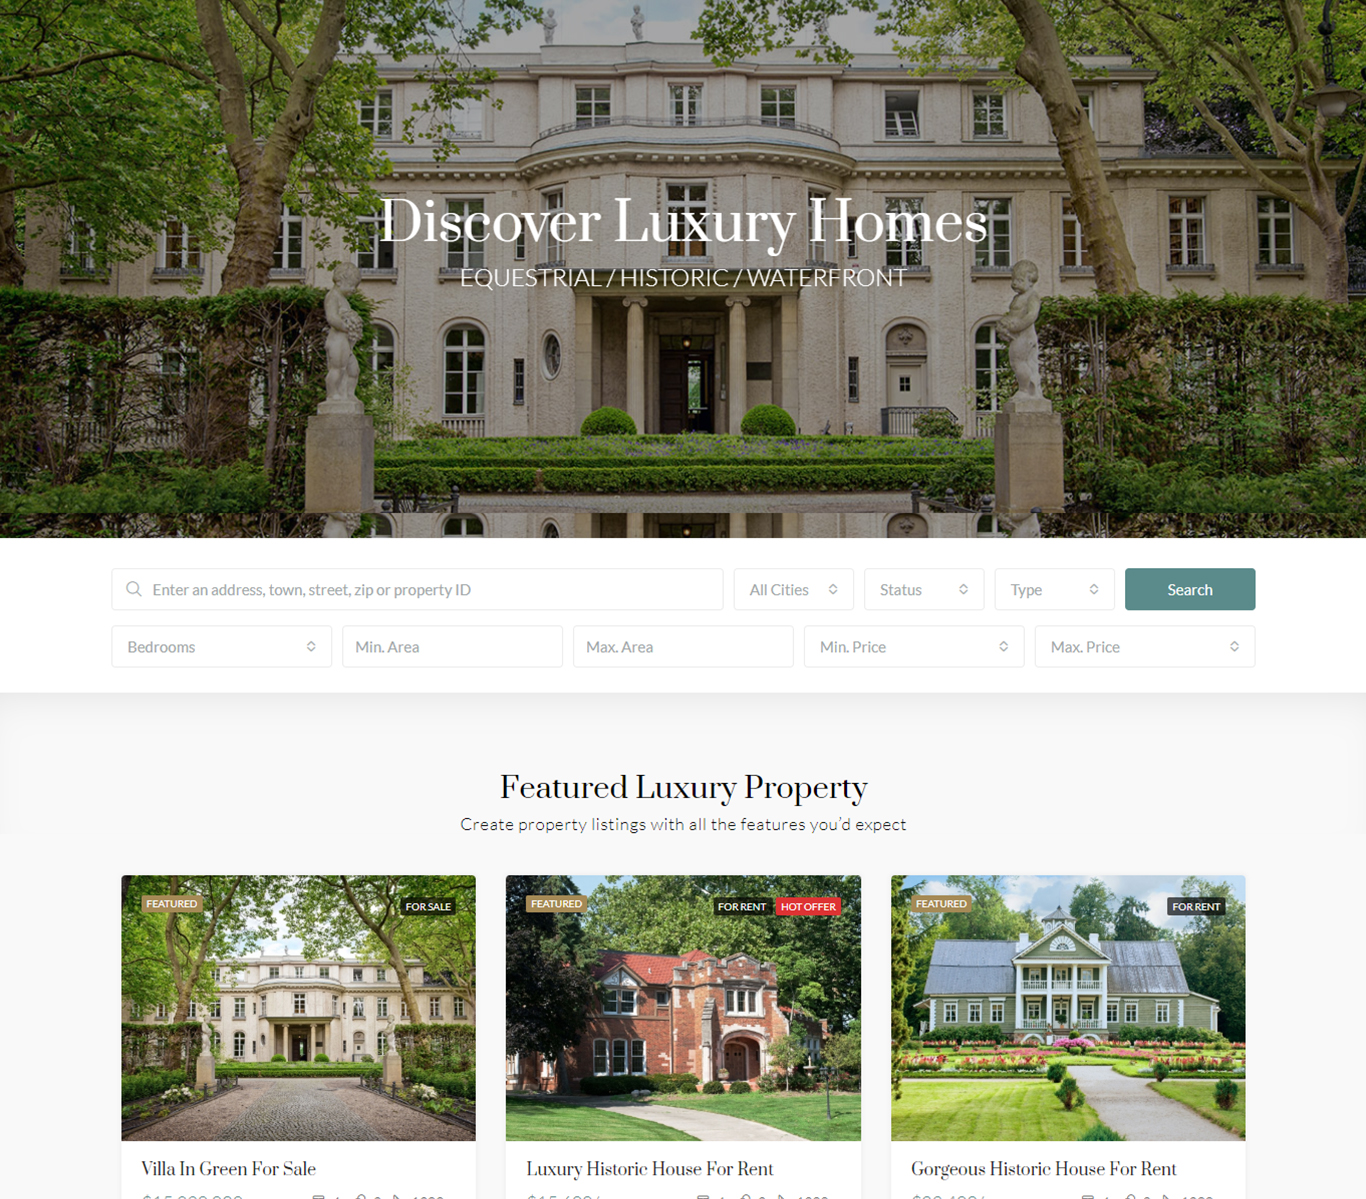 Discover Luxury Homes
EQUESTRIAL / HISTORIC / WATERFRONT
Enter an address, town, street, zip or property ID
All Cities
Status
Type
Search
Bedrooms
Min. Area
Max. Area
Min. Price
Max. Price
Featured Luxury Property
Create property listings with all the features you'd expect
FEATURED
FOR SALE
FEATURED
FOR RENT
HOT OFFER
FEATURED
FOR RENT
Villa In Green For Sale
Luxury Historic House For Rent
Gorgeous Historic House For Rent